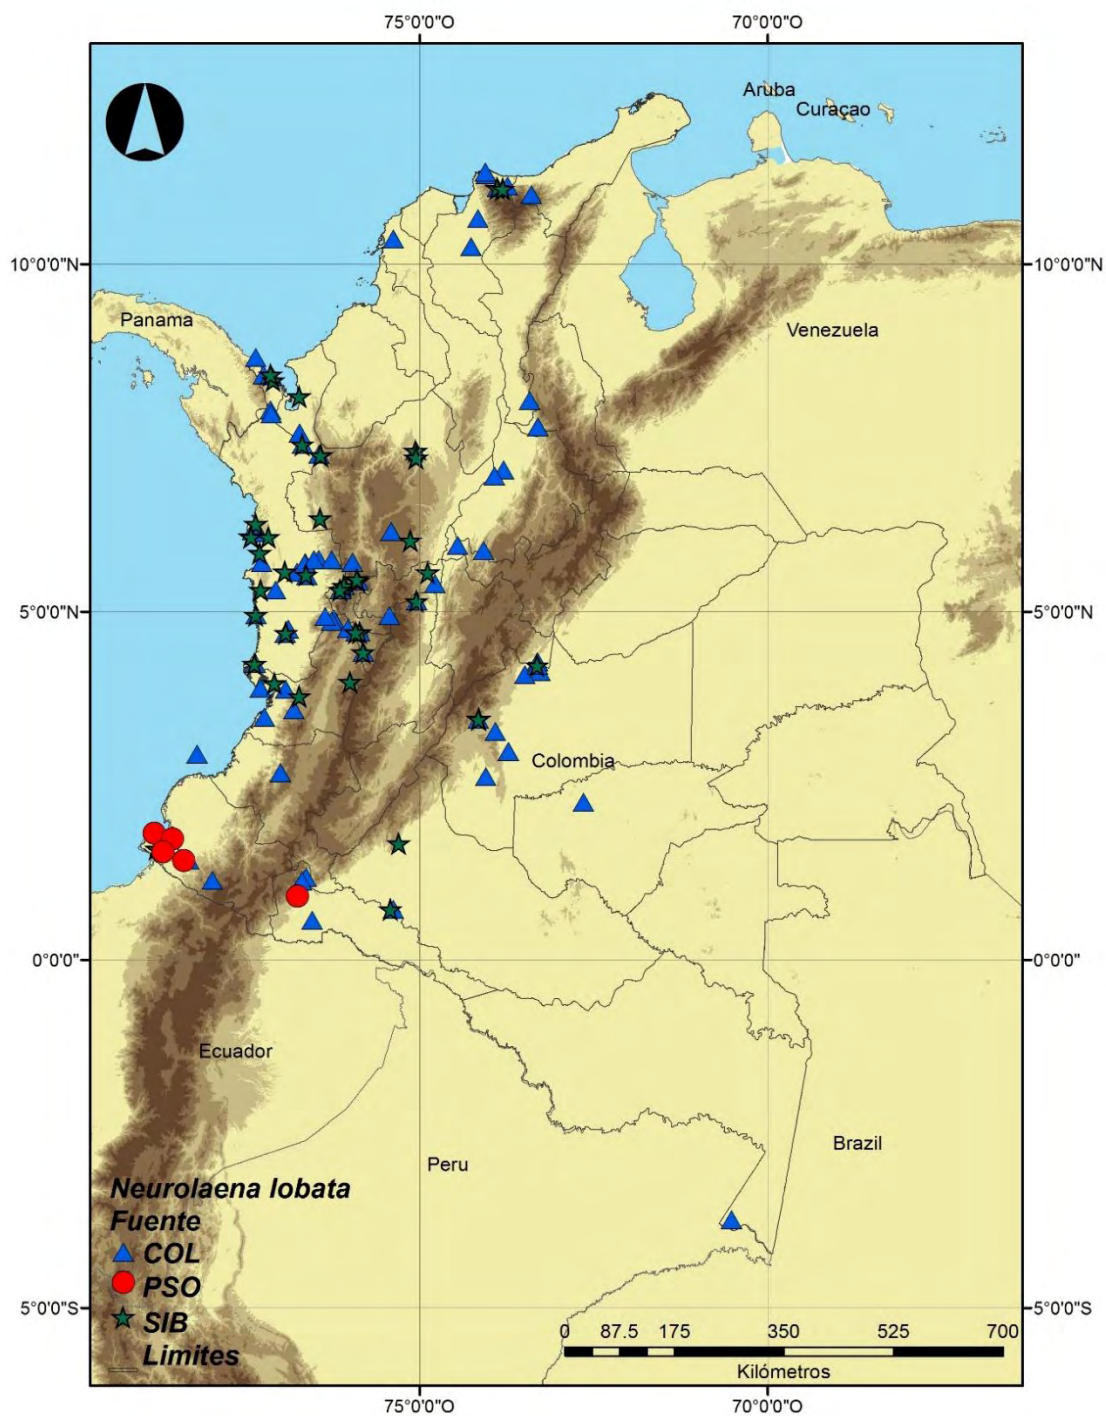 75°0'0"O 70°0'0"O
Aruba
Curaçao
10°0'0"N 10°0'0"N
Panama
Venezuela
5°0'0"N 5°0'0"N
Colombia
0°0'0" 0°0'0"
Ecuador
Brazil
Peru
Neurolaena lobata
Fuente
COL
PSO
5°0'0"S 5°0'0"S
SIB
0 87.5 175 350 525 700
Limites
Kilómetros
75°0'0"O 70°0'0"O